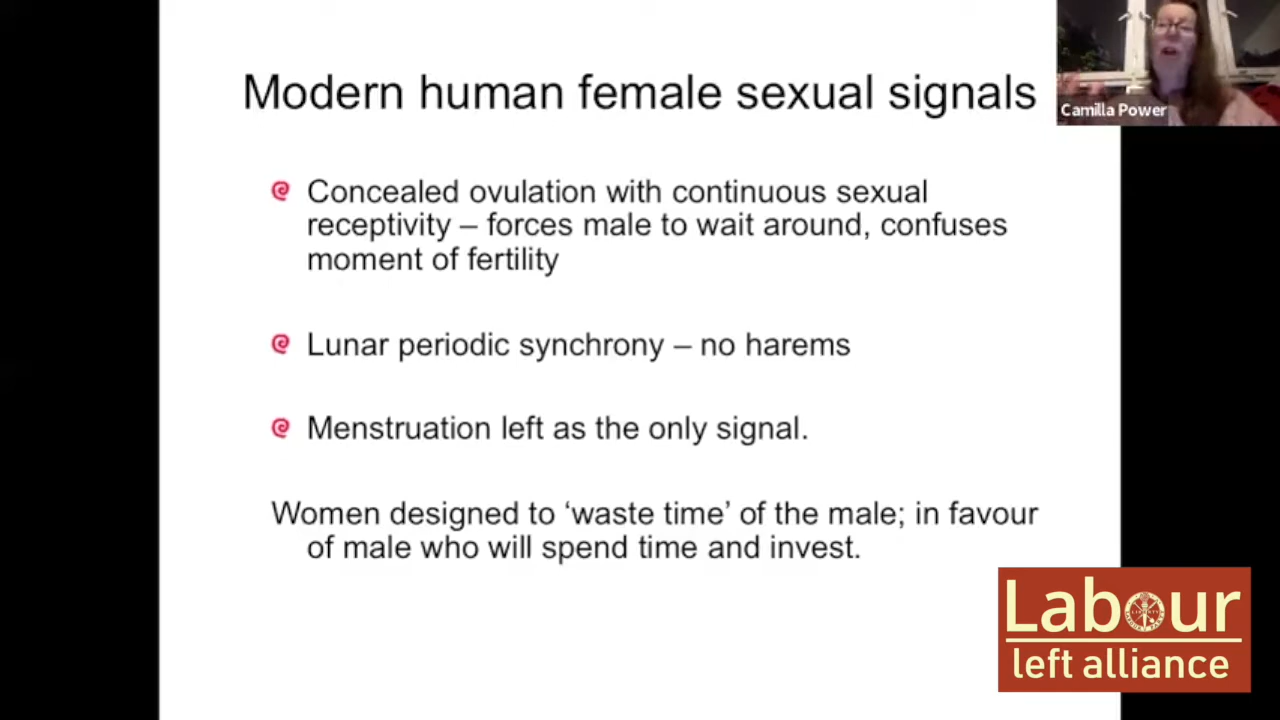 Modern human female sexual signals
Camilla Power
Concealed ovulation with continuous sexual
receptivity – forces male to wait around, confuses
moment of fertility
Lunar periodic synchrony – no harems
Menstruation left as the only signal.
Women designed to ‘waste time’ of the male; in favour
of male who will spend time and invest.
Labour
left alliance